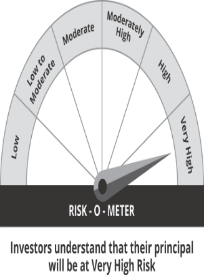 Low
Low to
Moderate
Moderate
Moderately
High
High
Very High
RISK - O - METER
Investors understand that their principal
will be at Very High Risk